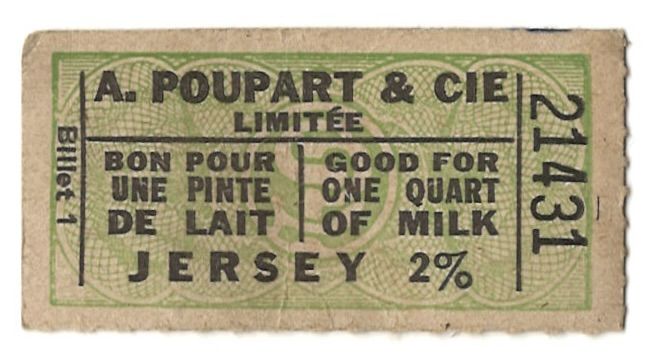 A. POUPART & CIE
LIMITÉE
BON POUR
UNE PINTE
DE LAIT
GOOD FOR
ONE QUART
OF MILK
JERSEY 2%
Billet 1
21431